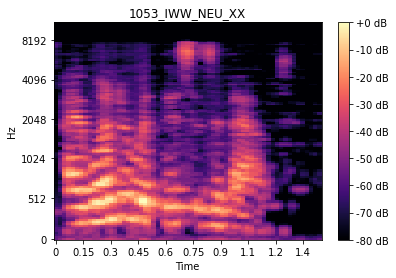 1053_IWW_NEU_XX
+0 dB
8192
-10 dB
4096
-20 dB
-30 dB
2048
Hz
-40 dB
1024
-50 dB
512
-60 dB
-70 dB
0
-80 dB
0 0.15 0.3 0.45 0.6 0.75 0.9 1.1 1.2 1.4
Time